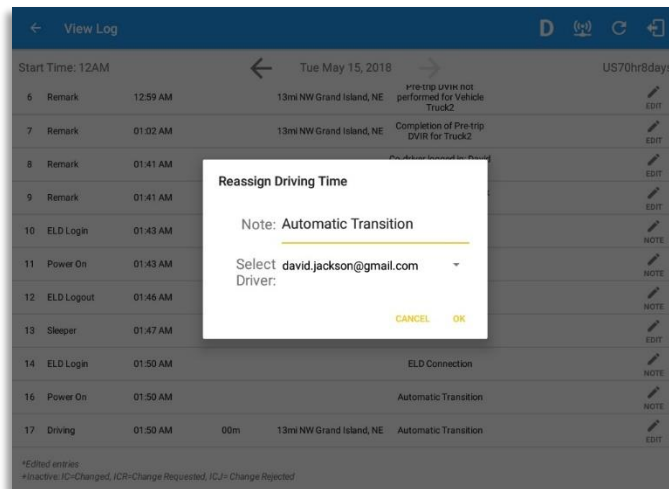 View Log
D
Start Time: 12AM
Tue May 15, 2018
US70hr8days
6 Remark 12:59 AM 13mi NW Grand Island, NE Pre-trip DVIR not
performed for Vehicle
Truck2
EDIT
7 Remark 01:02 AM 13mi NW Grand Island, NE Completion of Pre-trip
DVIR for Truck2
EDIT
8 Remark 01:41 AM Co-driver logged in: David
EDIT
9 Remark 01:41 AM
EDIT
10 ELD Login 01:43 AM
NOTE
11 Power On 01:43 AM
NOTE
12 ELD Logout 01:46 AM
NOTE
13 Sleeper 01:47 AM
EDIT
14 ELD Login 01:50 AM ELD Connection
NOTE
16 Power On 01:50 AM Automatic Transition
NOTE
17 Driving 01:50 AM 00m 13mi NW Grand Island, NE Automatic Transition
EDIT
Reassign Driving Time
Note: Automatic Transition
Select david.jackson@gmail.com
Driver:
CANCEL OK
*Edited entries
+Inactive: IC=Changed, ICR=Change Requested, ICJ= Change Rejected